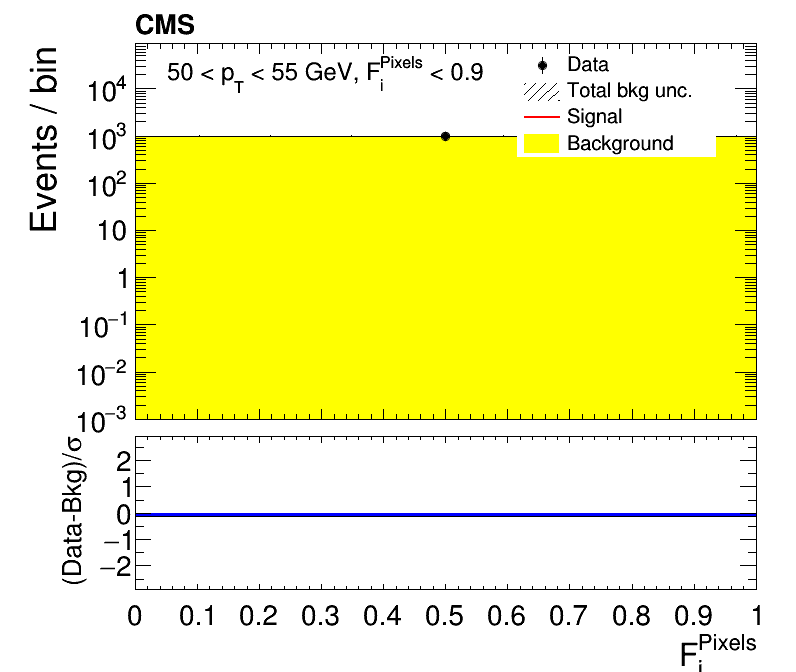 CMS
50 < p_T < 55 GeV, F_i^Pixels < 0.9
Data
Total bkg unc.
Signal
Background
Events / bin
10^4
10^3
10^2
10
1
10^−1
10^−2
10^−3
(Data-Bkg)/σ
2
1
0
−1
−2
0 0.1 0.2 0.3 0.4 0.5 0.6 0.7 0.8 0.9 1
F_i^Pixels